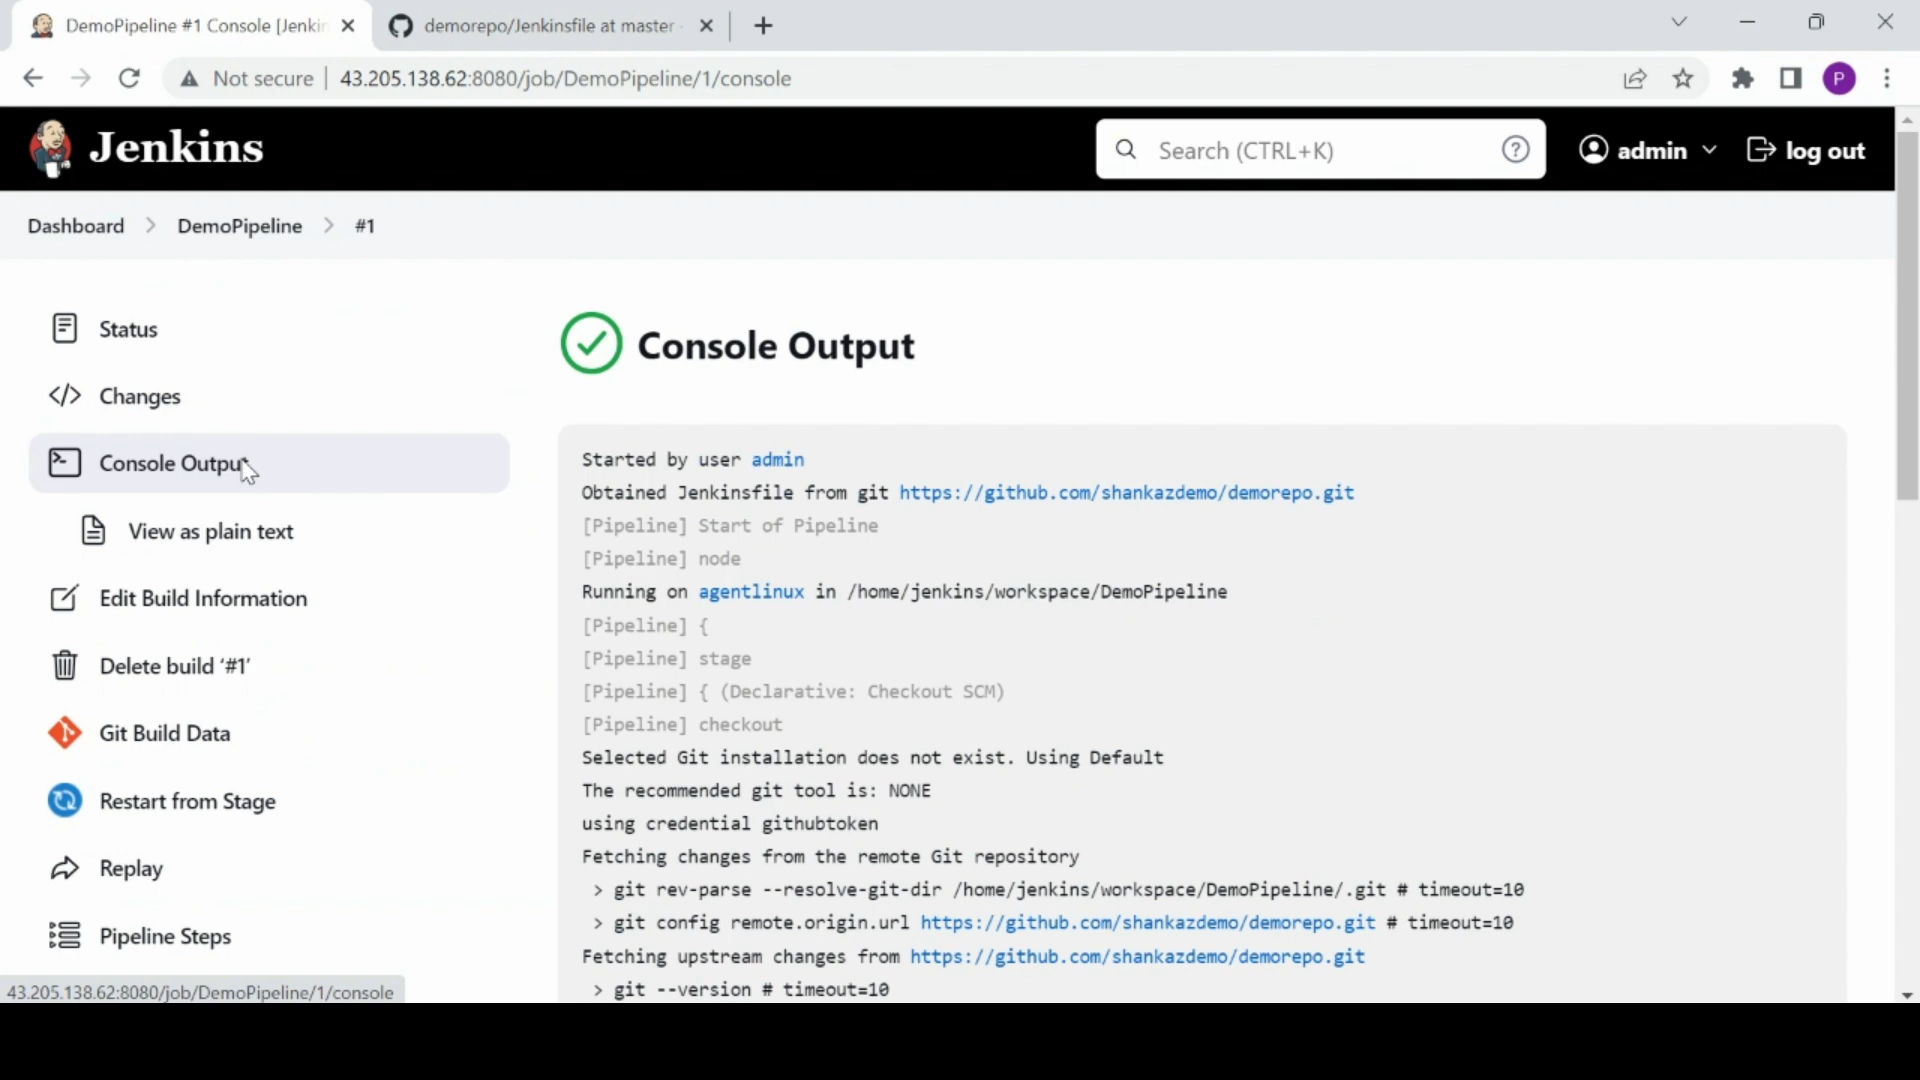 DemoPipeline #1 Console [Jenkin
demorepo/Jenkinsfile at master
Not secure
43.205.138.62:8080/job/DemoPipeline/1/console
P
Jenkins
Search (CTRL+K)
?
admin
log out
Dashboard
DemoPipeline
#1
Status
Changes
Console Output
View as plain text
Edit Build Information
Delete build ‘#1’
Git Build Data
Restart from Stage
Replay
Pipeline Steps
43.205.138.62:8080/job/DemoPipeline/1/console
Console Output
Started by user admin
Obtained Jenkinsfile from git https://github.com/shankazdemo/demorepo.git
[Pipeline] Start of Pipeline
[Pipeline] node
Running on agentlinux in /home/jenkins/workspace/DemoPipeline
[Pipeline] {
[Pipeline] stage
[Pipeline] { (Declarative: Checkout SCM)
[Pipeline] checkout
Selected Git installation does not exist. Using Default
The recommended git tool is: NONE
using credential githubtoken
Fetching changes from the remote Git repository
> git rev-parse --resolve-git-dir /home/jenkins/workspace/DemoPipeline/.git # timeout=10
> git config remote.origin.url https://github.com/shankazdemo/demorepo.git # timeout=10
Fetching upstream changes from https://github.com/shankazdemo/demorepo.git
> git --version # timeout=10